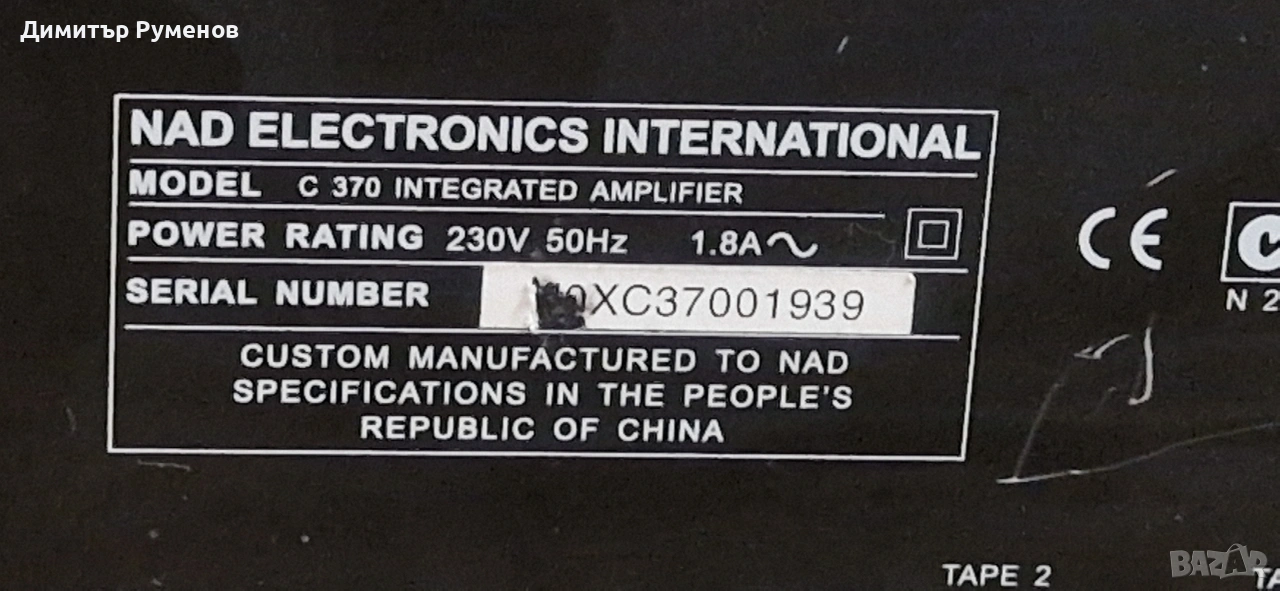 Димитър Руменов
NAD ELECTRONICS INTERNATIONAL
MODEL C 370 INTEGRATED AMPLIFIER
POWER RATING 230V 50Hz 1.8A
SERIAL NUMBER
CUSTOM MANUFACTURED TO NAD
SPECIFICATIONS IN THE PEOPLE'S
REPUBLIC OF CHINA
CE
TAPE 2
BAZAR